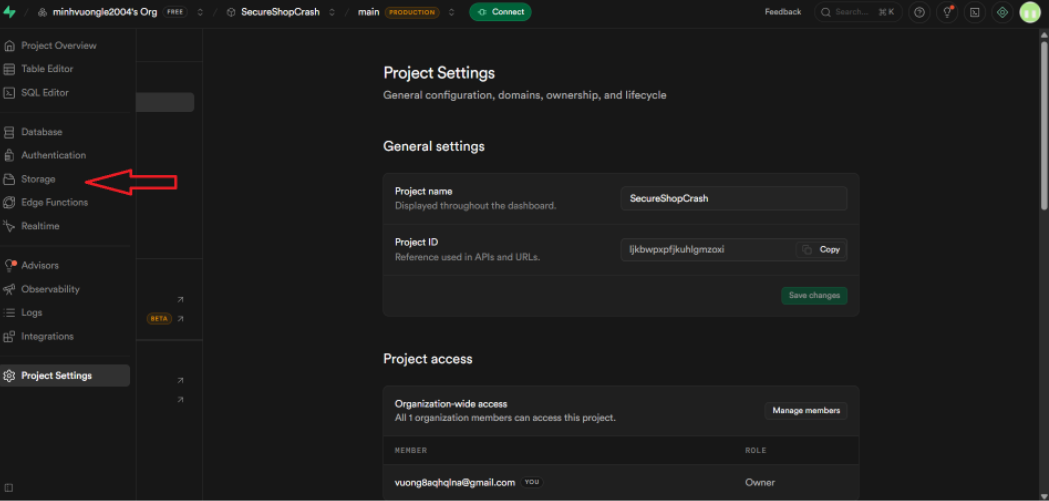 minhvuongle2004's Org FREE / SecureShopCrash / main PRODUCTION Connect Feedback Search... ⌘ K
Project Overview
Table Editor
SQL Editor
Database
Authentication
Storage
Edge Functions
Realtime
Advisors
Observability
Logs
BETA
Integrations
Project Settings
Project Settings
General configuration, domains, ownership, and lifecycle
General settings
Project name
Displayed throughout the dashboard.
SecureShopCrash
Project ID
Reference used in APIs and URLs.
ljkbwpxpfjkuhlgmzoxi Copy
Save changes
Project access
Organization-wide access
All 1 organization members can access this project.
Manage members
MEMBER ROLE
vuong8aqhqlna@gmail.com YOU Owner